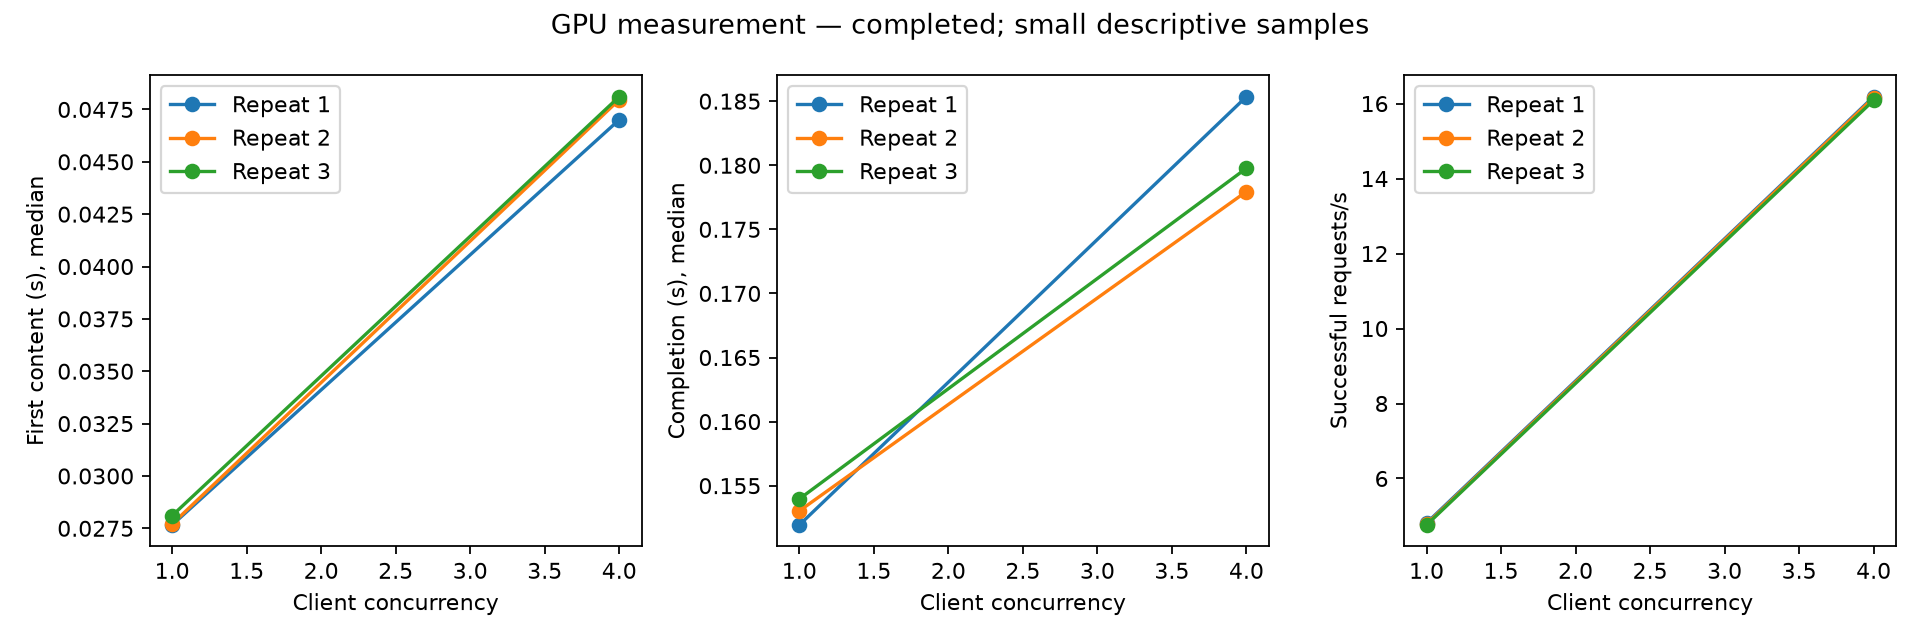 GPU measurement — completed; small descriptive samples
First content (s), median
0.0475
0.0450
0.0425
0.0400
0.0375
0.0350
0.0325
0.0300
0.0275
Repeat 1
Repeat 2
Repeat 3
1.0 1.5 2.0 2.5 3.0 3.5 4.0
Client concurrency
Completion (s), median
0.185
0.180
0.175
0.170
0.165
0.160
0.155
Repeat 1
Repeat 2
Repeat 3
1.0 1.5 2.0 2.5 3.0 3.5 4.0
Client concurrency
Successful requests/s
16
14
12
10
8
6
Repeat 1
Repeat 2
Repeat 3
1.0 1.5 2.0 2.5 3.0 3.5 4.0
Client concurrency